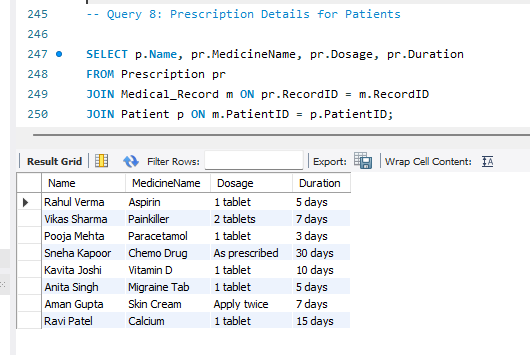 245 -- Query 8: Prescription Details for Patients
246
247 SELECT p.Name, pr.MedicineName, pr.Dosage, pr.Duration
248 FROM Prescription pr
249 JOIN Medical_Record m ON pr.RecordID = m.RecordID
250 JOIN Patient p ON m.PatientID = p.PatientID;
Result Grid Filter Rows: Export: Wrap Cell Content: IA
Name MedicineName Dosage Duration
Rahul Verma Aspirin 1 tablet 5 days
Vikas Sharma Painkiller 2 tablets 7 days
Pooja Mehta Paracetamol 1 tablet 3 days
Sneha Kapoor Chemo Drug As prescribed 30 days
Kavita Joshi Vitamin D 1 tablet 10 days
Anita Singh Migraine Tab 1 tablet 5 days
Aman Gupta Skin Cream Apply twice 7 days
Ravi Patel Calcium 1 tablet 15 days